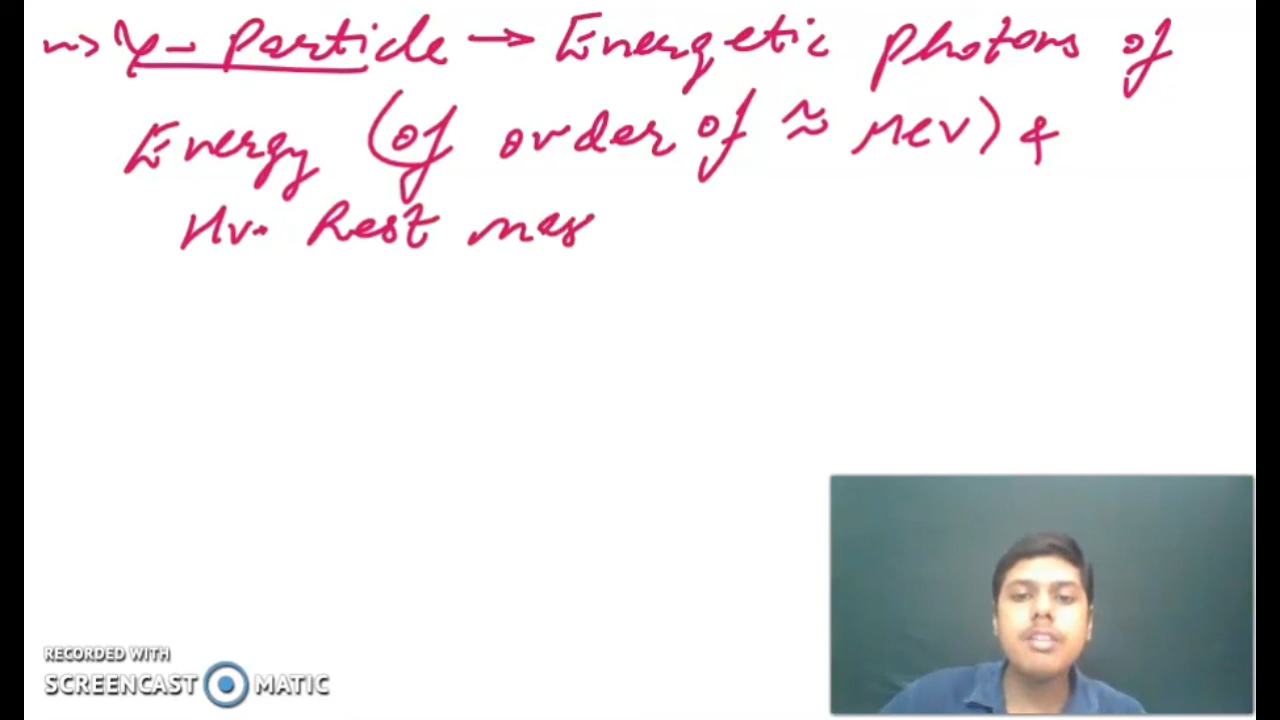 ~> γ- Particle → Energetic photons of
Energy (of order of ≈ MeV) &
Rest mas
RECORDED WITH
SCREENCAST MATIC